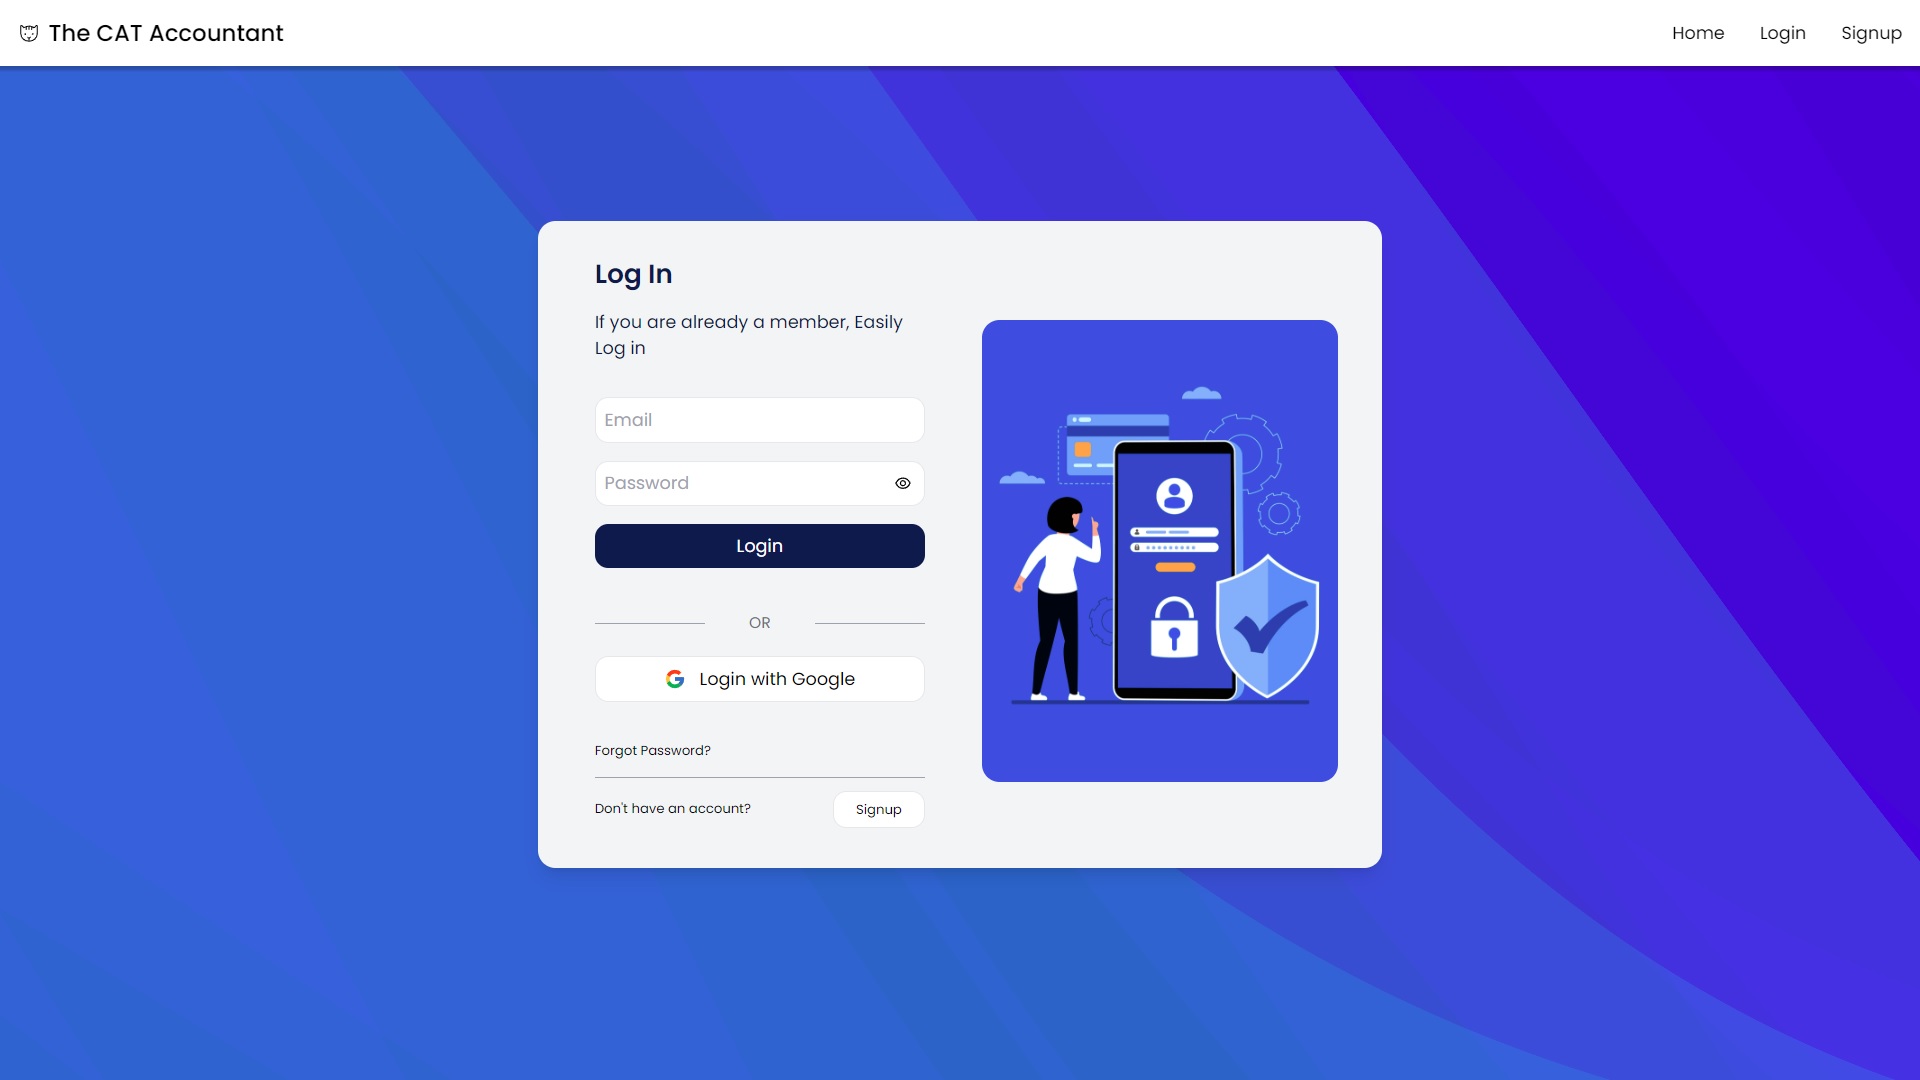 The CAT Accountant
Home
Login
Signup
Log In
If you are already a member, Easily
Log in
Email
Password
Login
OR
Login with Google
Forgot Password?
Don't have an account?
Signup